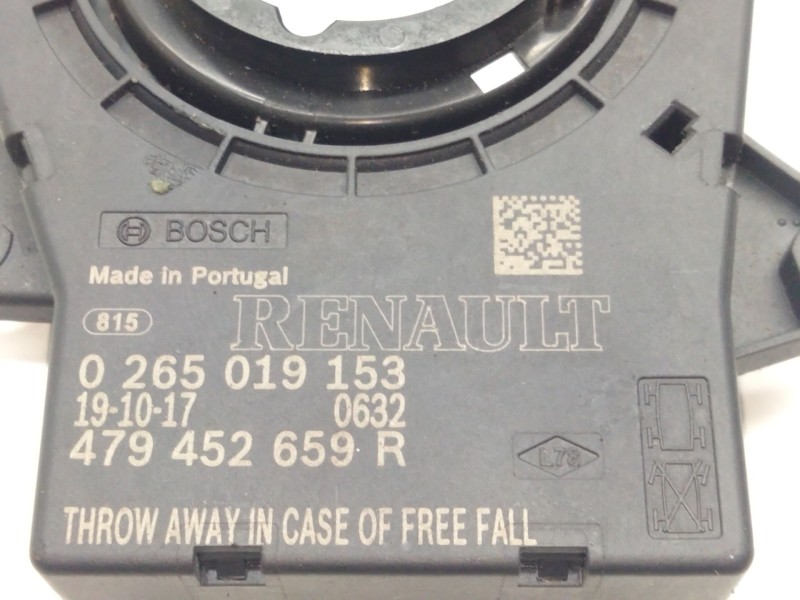 BOSCH
Made in Portugal
815
RENAULT
0 265 019 153
19-10-17 0632
479 452 659 R
THROW AWAY IN CASE OF FREE FALL